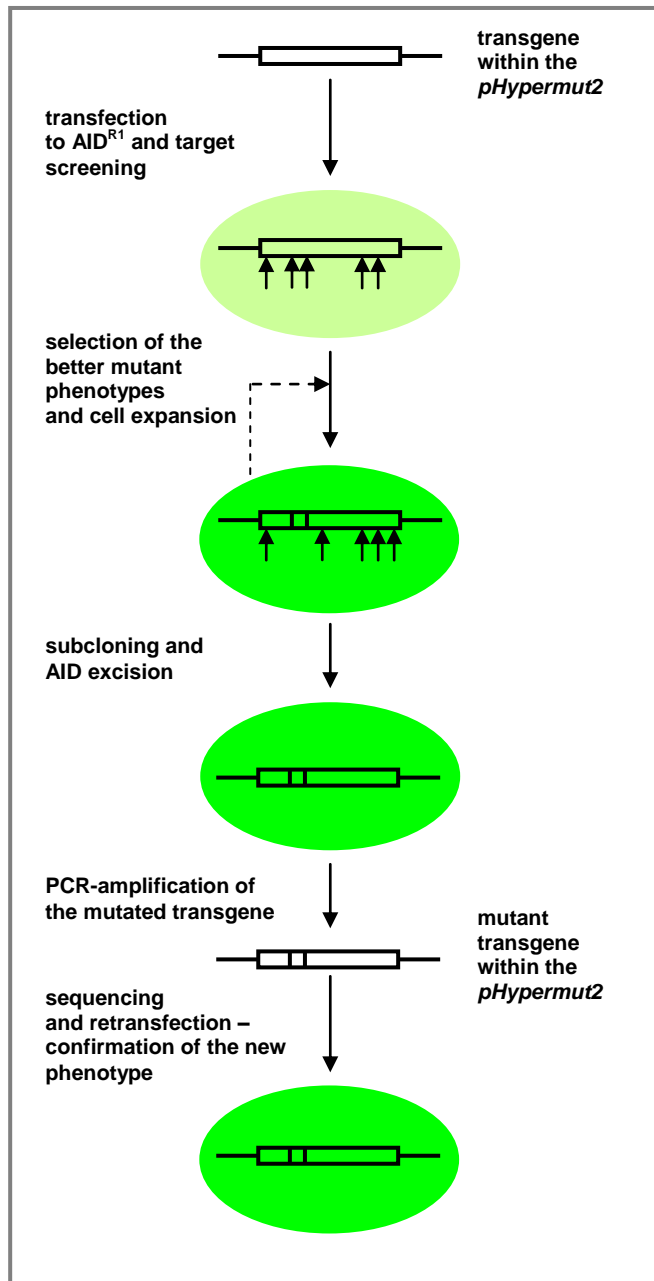 transgene
within the
pHypermut2
transfection
to AID^R1 and target
screening
selection of the
better mutant
phenotypes
and cell expansion
subcloning and
AID excision
PCR-amplification of
the mutated transgene
mutant
transgene
within the
pHypermut2
sequencing
and retransfection –
confirmation of the new
phenotype